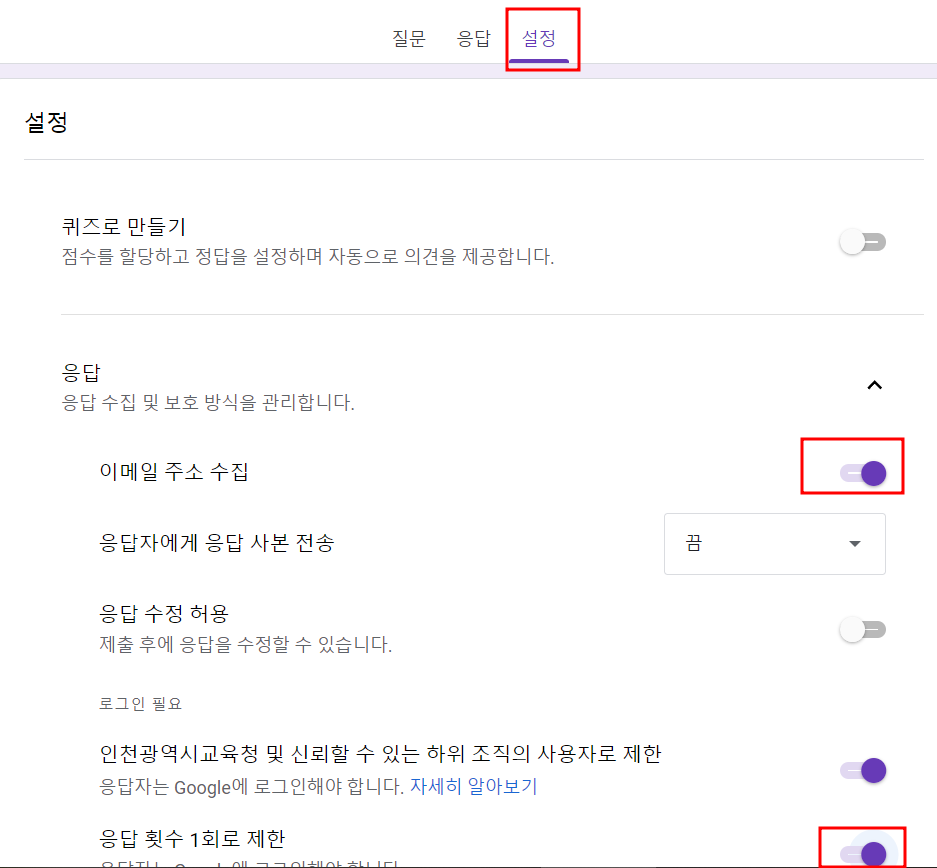 질문 응답 설정
설정
퀴즈로 만들기
점수를 할당하고 정답을 설정하며 자동으로 의견을 제공합니다.
응답
응답 수집 및 보호 방식을 관리합니다.
이메일 주소 수집
응답자에게 응답 사본 전송 끔
응답 수정 허용
제출 후에 응답을 수정할 수 있습니다.
로그인 필요
인천광역시교육청 및 신뢰할 수 있는 하위 조직의 사용자로 제한
응답자는 Google에 로그인해야 합니다. 자세히 알아보기
응답 횟수 1회로 제한